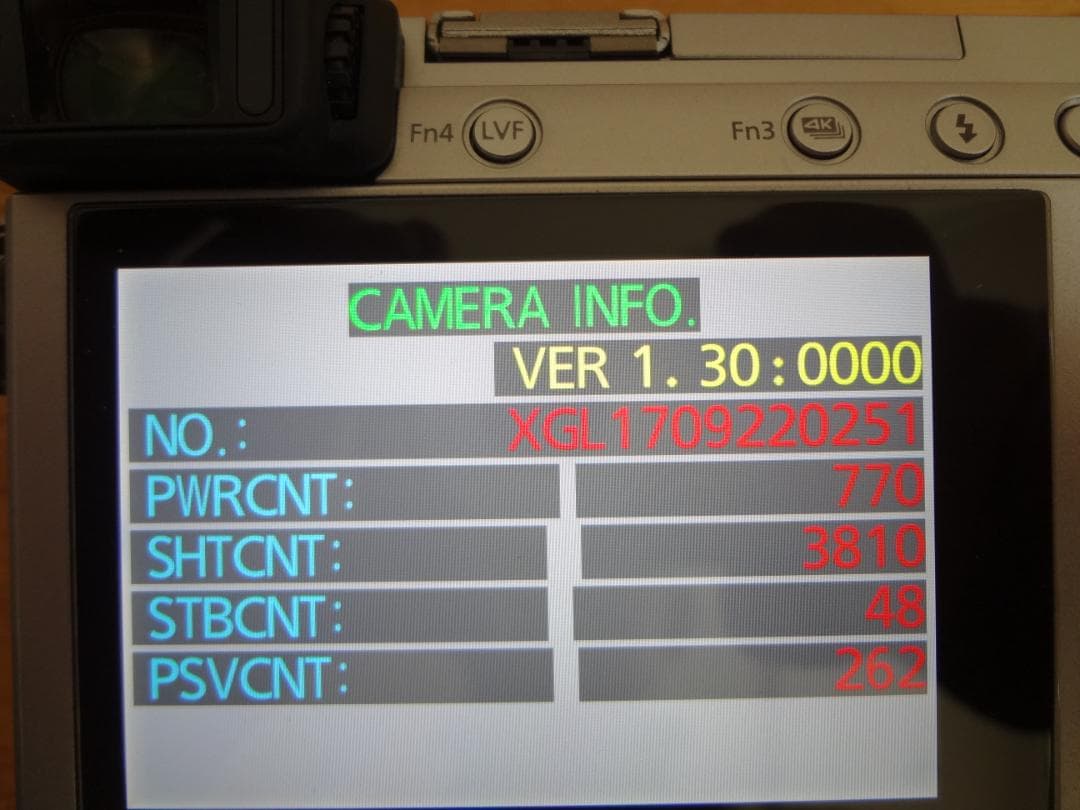 Fn4 LVF Fn3 4K
CAMERA INFO.
VER 1. 30:0000
NO.: XGL1709220251
PWRCNT: 770
SHTCNT: 3810
STBCNT: 48
PSVCNT: 262